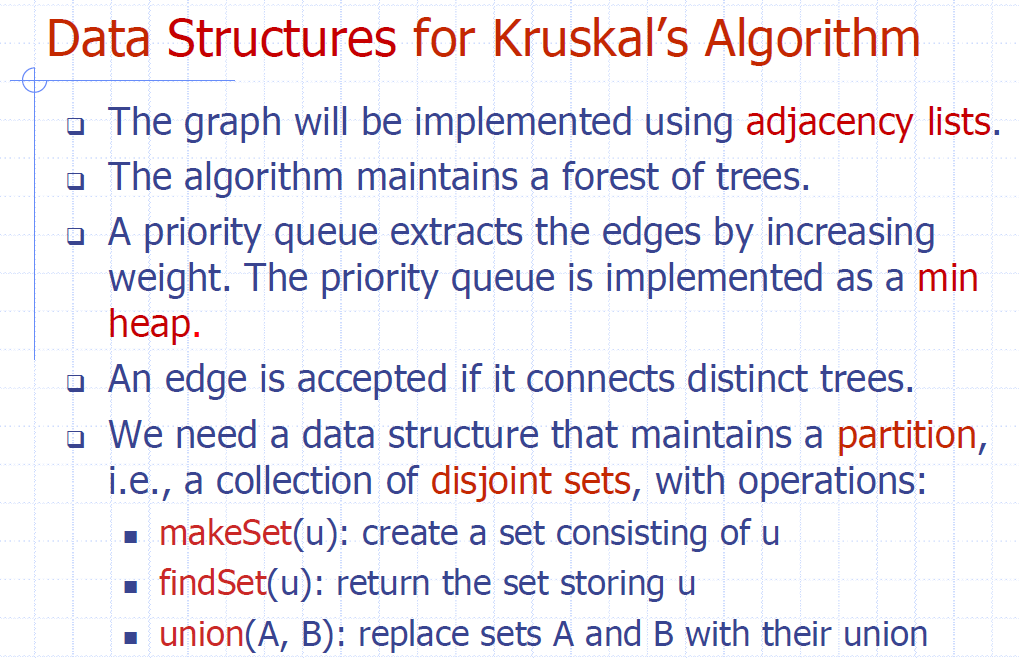 Data Structures for Kruskal's Algorithm
The graph will be implemented using adjacency lists.
The algorithm maintains a forest of trees.
A priority queue extracts the edges by increasing
weight. The priority queue is implemented as a min
heap.
An edge is accepted if it connects distinct trees.
We need a data structure that maintains a partition,
i.e., a collection of disjoint sets, with operations:
makeSet(u): create a set consisting of u
findSet(u): return the set storing u
union(A, B): replace sets A and B with their union